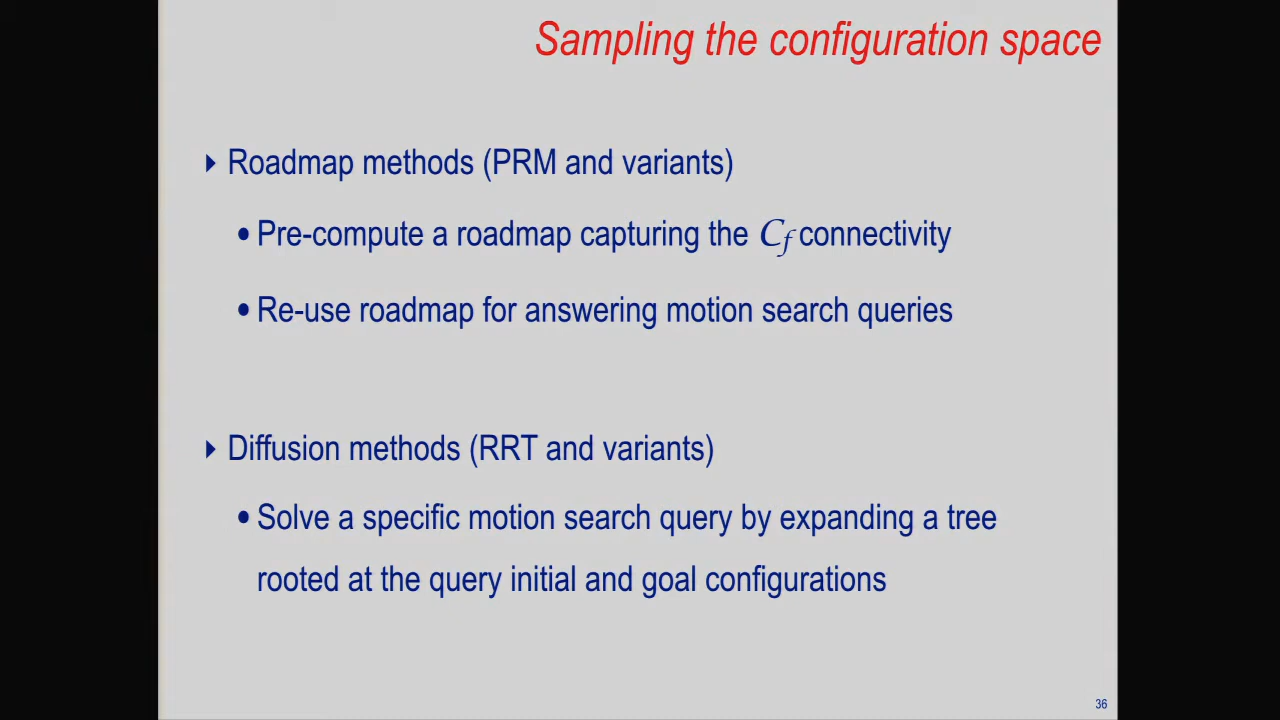 Sampling the configuration space
Roadmap methods (PRM and variants)
• Pre-compute a roadmap capturing the Cf connectivity
• Re-use roadmap for answering motion search queries
Diffusion methods (RRT and variants)
• Solve a specific motion search query by expanding a tree
rooted at the query initial and goal configurations
36